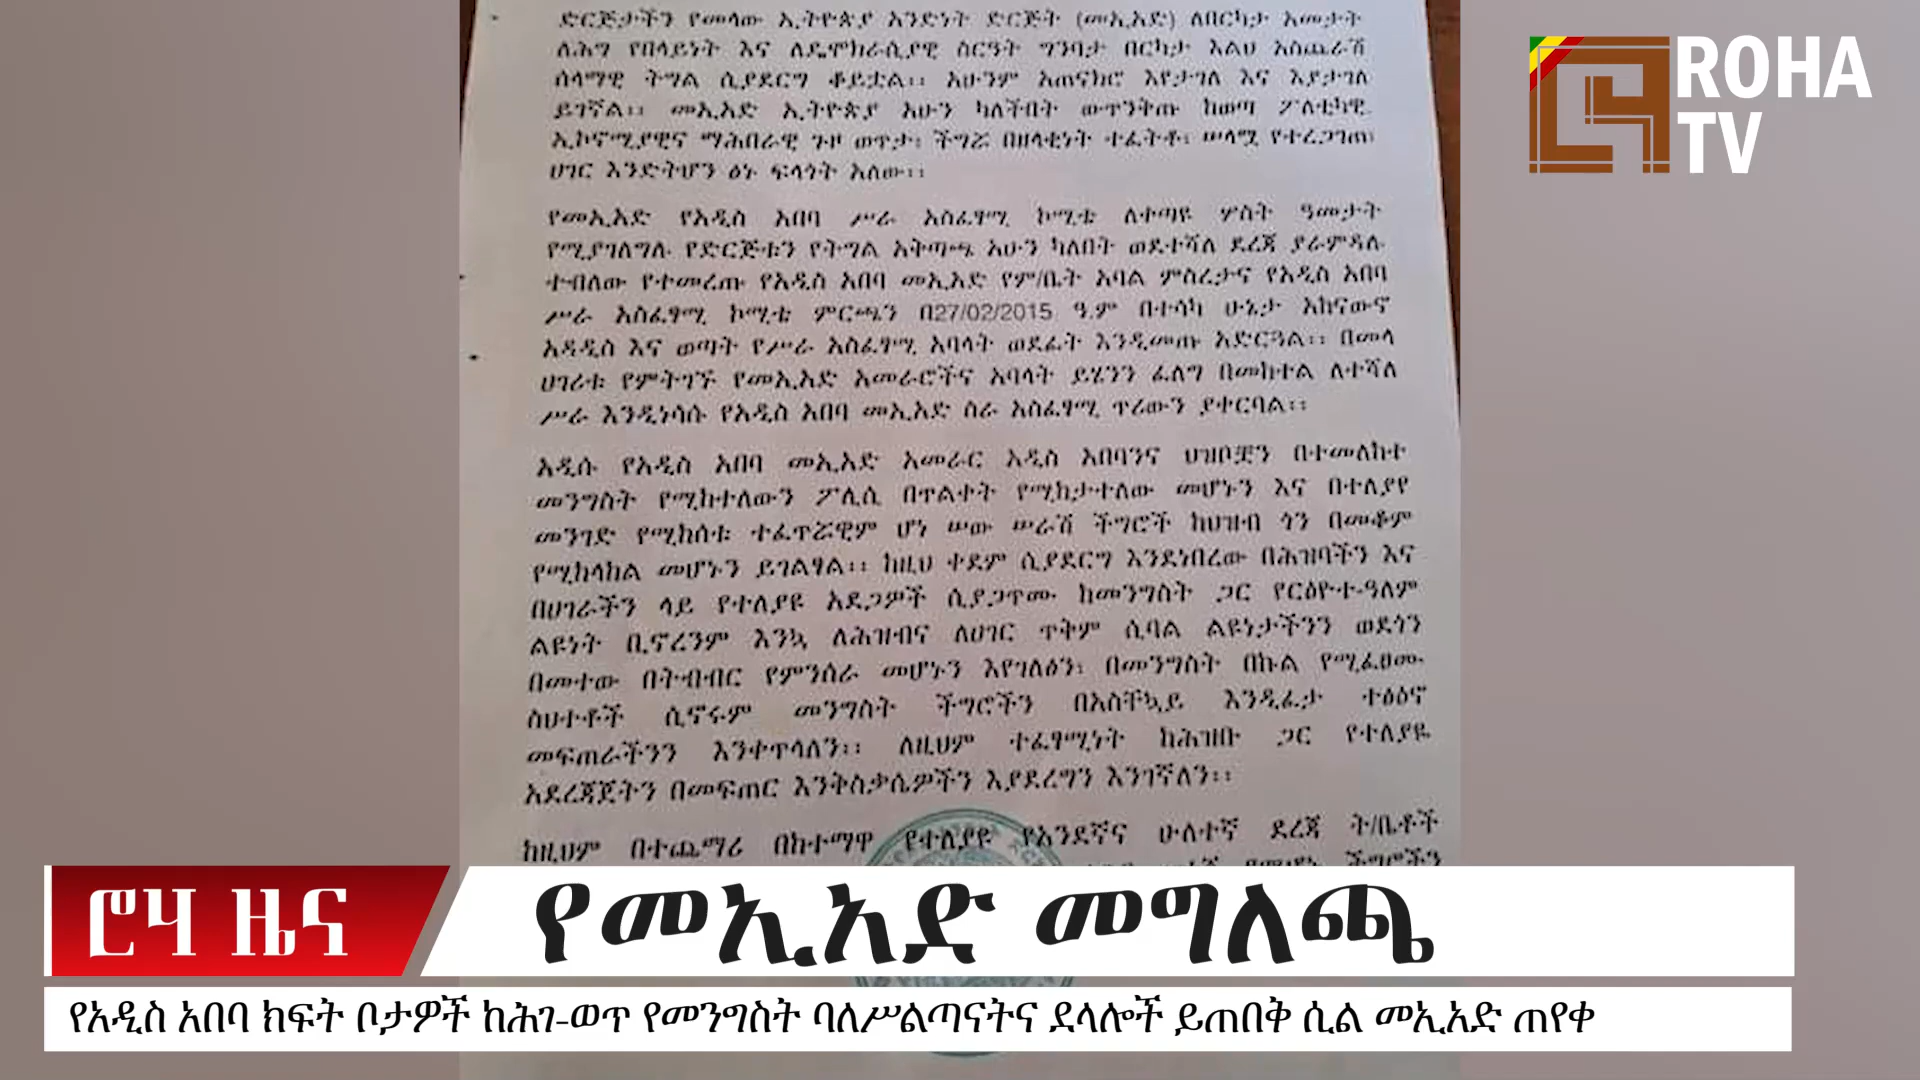 ድርጅታችን የመላው ኢትዮጵያ አንድነት ድርጅት (መኢአድ) ለበርካታ አመታት
ለሕግ የበላይነት እና ለዴሞክራሲያዊ ስርዓት ግንባታ በርካታ እልህ አስጨራሽ
ሰላማዊ ትግል ሲያደርግ ቆይቷል፡፡ አሁንም አጠናክሮ እየታገለ እና እያታገለ
ይገኛል፡፡ መኢአድ ኢትዮጵያ አሁን ካለችበት ውጥንቅጡ ከወጣ ፖለቲካዊ
ኢኮኖሚያዊና ማሕበራዊ ጉዞ ወጥታ፣ ችግሯ በዘላቂነት ተፈትቶ፣ ሠላሟ የተረጋገጠ፣
ሀገር እንድትሆን ፅኑ ፍላጎት አለው፡፡
የመኢአድ የአዲስ አበባ ሥራ አስፈፃሚ ኮሚቴ ለተጣዩ ሦስት ዓመታት
የሚያገለግሉ የድርጅቱን የትግል አቅጣጫ አሁን ካለበት ወደተሻለ ደረጃ ያራምዳሉ
ተብለው የተመረጡ የአዲስ አበባ መኢአድ የም/ቤት አባል ምስረታና የአዲስ አበባ
ሥራ አስፈፃሚ ኮሚቴ ምርጫን በ27/02/2015 ዓ.ም በተሳካ ሁኔታ አከናውኖ
አዳዲስ እና ወጣት የሥራ አስፈፃሚ አባላት ወደፊት እንዲመጡ አድርጓል፡፡ በመላ
ሀገሪቱ የምትገኙ የመኢአድ አመራሮችና አባላት ይሄንን ፈለግ በመከተል ለተሻለ
ሥራ እንዲነሳሱ የአዲስ አበባ መኢአድ ስራ አስፈፃሚ ጥሪውን ያቀርባል፡፡
አዲሱ የአዲስ አበባ መኢአድ አመራር አዲስ አበባንና ህዝቦቿን በተመለከተ
መንግስት የሚከተለውን ፖሊሲ በጥልቀት የሚከታተለው መሆኑን እና በተለያየ
መንገድ የሚከሰቱ ተፈጥሯዊም ሆነ ሠው ሠራሽ ችግሮች ከህዝብ ጎን በመቆም
የሚከላከል መሆኑን ይገልፃል፡፡ ከዚህ ቀደም ሲያደርግ እንደነበረው በሕዝባችን እና
በሀገራችን ላይ የተለያዩ አደጋዎች ሲያጋጥሙ ከመንግስት ጋር የርዕዮተ-ዓለም
ልዩነት ቢኖረንም እንኳ ለሕዝብና ለሀገር ጥቅም ሲባል ልዩነታችንን ወደጎን
በመተው በትብብር የምንሰራ መሆኑን እየገለፅን፣ በመንግስት በኩል የሚፈፀሙ
ስህተቶች ሲኖሩም መንግስት ችግሮችን በአስቸኳይ እንዲፈታ ተፅዕኖ
መፍጠራችንን እንቀጥላለን፡፡ ለዚህም ተፈፃሚነት ከሕዝቡ ጋር የተለያዩ
አደረጃጀትን በመፍጠር እንቅስቃሴዎችን እያደረግን እንገኛለን፡፡
ከዚህም በተጨማሪ በከተማዋ የተለያዩ የአንደኛና ሁለተኛ ደረጃ ት/ቤቶች
ችግሮችን
ROHA
TV
ሮሃ ዜና
የመኢአድ መግለጫ
የአዲስ አበባ ክፍት ቦታዎች ከሕገ-ወጥ የመንግስት ባለሥልጣናትና ደላሎች ይጠበቅ ሲል መኢአድ ጠየቀ